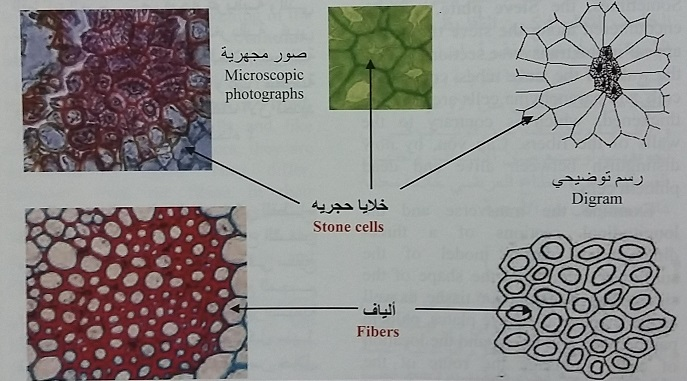 صور مجهرية
Microscopic
photographs
رسم توضيحي
Digram
خلايا حجريه
Stone cells
ألياف
Fibers